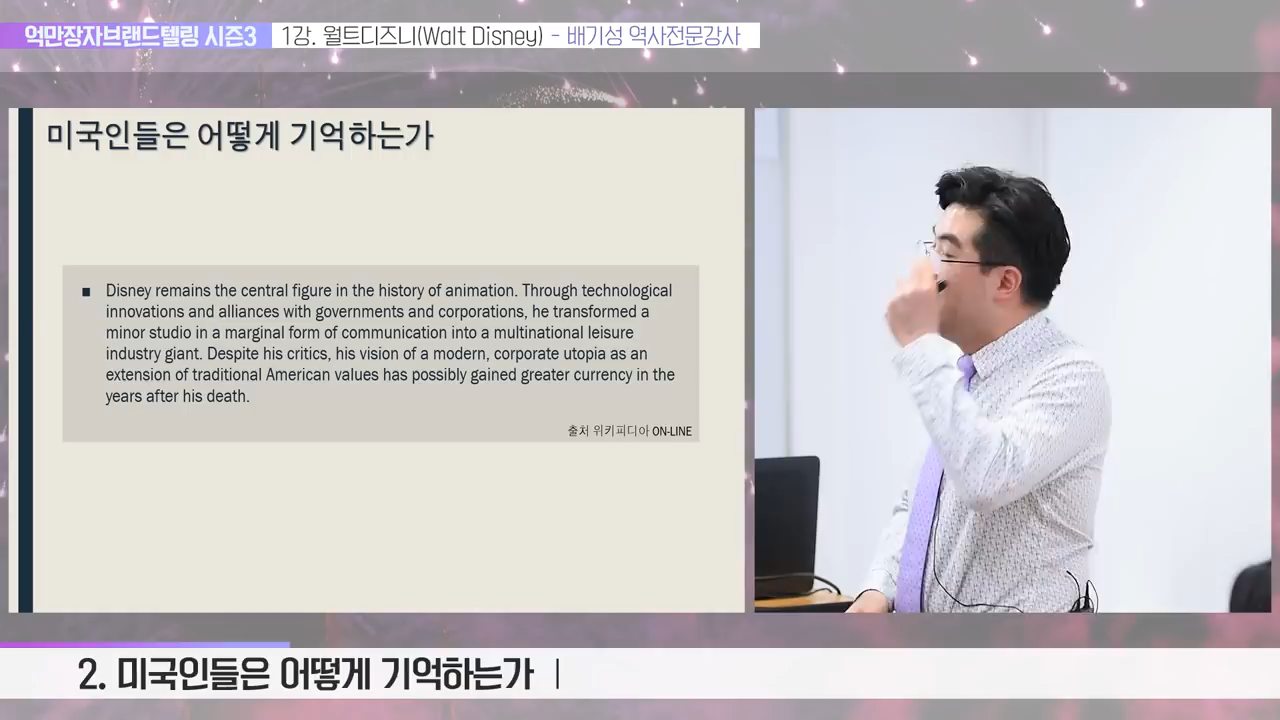 억만장자브랜드텔링 시즌3
1강. 월트디즈니(Walt Disney) - 배기성 역사전문강사
미국인들은 어떻게 기억하는가
■ Disney remains the central figure in the history of animation. Through technological
innovations and alliances with governments and corporations, he transformed a
minor studio in a marginal form of communication into a multinational leisure
industry giant. Despite his critics, his vision of a modern, corporate utopia as an
extension of traditional American values has possibly gained greater currency in the
years after his death.
출처 위키피디아 ON-LINE
2. 미국인들은 어떻게 기억하는가 |